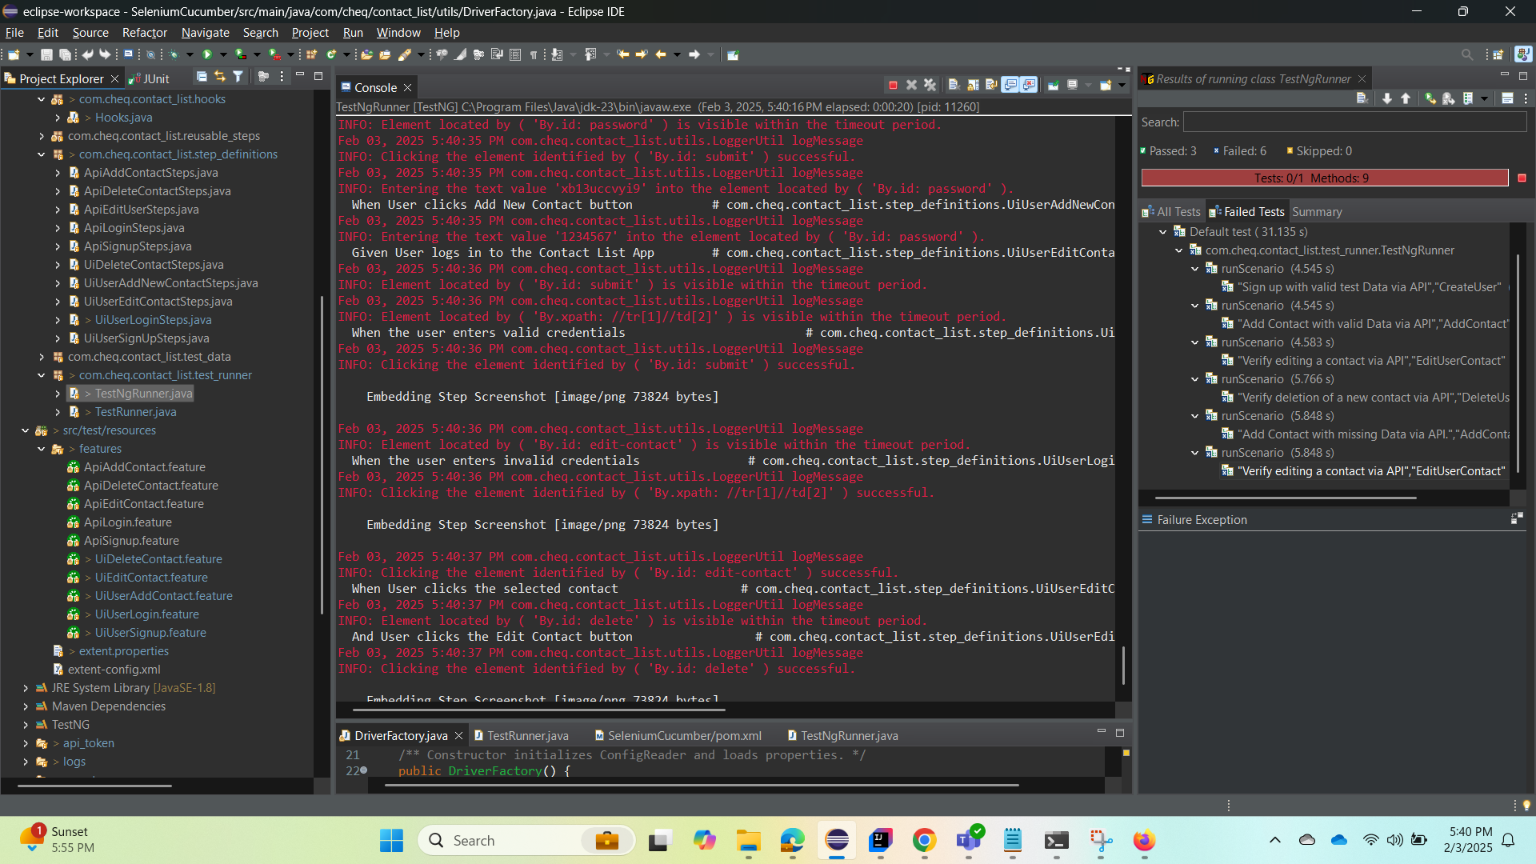 eclipse-workspace - SeleniumCucumber/src/main/java/com/cheq/contact_list/utils/DriverFactory.java - Eclipse IDE
File Edit Source Refactor Navigate Search Project Run Window Help
Project Explorer
JUnit
com.cheq.contact_list.hooks
> Hooks.java
com.cheq.contact_list.reusable_steps
> com.cheq.contact_list.step_definitions
ApiAddContactSteps.java
ApiDeleteContactSteps.java
ApiEditUserSteps.java
ApiLoginSteps.java
ApiSignupSteps.java
UiDeleteContactSteps.java
UiUserAddNewContactSteps.java
UiUserEditContactSteps.java
> UiUserLoginSteps.java
UiUserSignUpSteps.java
com.cheq.contact_list.test_data
> com.cheq.contact_list.test_runner
> TestNgRunner.java
> TestRunner.java
> src/test/resources
> features
ApiAddContact.feature
ApiDeleteContact.feature
ApiEditContact.feature
ApiLogin.feature
ApiSignup.feature
> UiDeleteContact.feature
> UiEditContact.feature
> UiUserAddContact.feature
> UiUserLogin.feature
> UiUserSignup.feature
> extent.properties
extent-config.xml
JRE System Library [JavaSE-1.8]
Maven Dependencies
TestNG
> api_token
> logs
Console
TestNgRunner [TestNG] C:\Program Files\Java\jdk-23\bin\javaw.exe (Feb 3, 2025, 5:40:16 PM elapsed: 0:00:20) [pid: 11260]
INFO: Element located by ( 'By.id: password' ) is visible within the timeout period.
Feb 03, 2025 5:40:35 PM com.cheq.contact_list.utils.LoggerUtil logMessage
INFO: Clicking the element identified by ( 'By.id: submit' ) successful.
Feb 03, 2025 5:40:35 PM com.cheq.contact_list.utils.LoggerUtil logMessage
INFO: Entering the text value 'xb13uccvyi9' into the element located by ( 'By.id: password' ).
When User clicks Add New Contact button # com.cheq.contact_list.step_definitions.UiUserAddNewCon
Feb 03, 2025 5:40:35 PM com.cheq.contact_list.utils.LoggerUtil logMessage
INFO: Entering the text value '1234567' into the element located by ( 'By.id: password' ).
Given User logs in to the Contact List App # com.cheq.contact_list.step_definitions.UiUserEditConta
Feb 03, 2025 5:40:36 PM com.cheq.contact_list.utils.LoggerUtil logMessage
INFO: Element located by ( 'By.id: submit' ) is visible within the timeout period.
Feb 03, 2025 5:40:36 PM com.cheq.contact_list.utils.LoggerUtil logMessage
INFO: Element located by ( 'By.xpath: //tr[1]//td[2]' ) is visible within the timeout period.
When the user enters valid credentials # com.cheq.contact_list.step_definitions.Ui
Feb 03, 2025 5:40:36 PM com.cheq.contact_list.utils.LoggerUtil logMessage
INFO: Clicking the element identified by ( 'By.id: submit' ) successful.
Embedding Step Screenshot [image/png 73824 bytes]
Feb 03, 2025 5:40:36 PM com.cheq.contact_list.utils.LoggerUtil logMessage
INFO: Element located by ( 'By.id: edit-contact' ) is visible within the timeout period.
When the user enters invalid credentials # com.cheq.contact_list.step_definitions.UiUserLogi
Feb 03, 2025 5:40:36 PM com.cheq.contact_list.utils.LoggerUtil logMessage
INFO: Clicking the element identified by ( 'By.xpath: //tr[1]//td[2]' ) successful.
Embedding Step Screenshot [image/png 73824 bytes]
Feb 03, 2025 5:40:37 PM com.cheq.contact_list.utils.LoggerUtil logMessage
INFO: Clicking the element identified by ( 'By.id: edit-contact' ) successful.
When User clicks the selected contact # com.cheq.contact_list.step_definitions.UiUserEditC
Feb 03, 2025 5:40:37 PM com.cheq.contact_list.utils.LoggerUtil logMessage
INFO: Element located by ( 'By.id: delete' ) is visible within the timeout period.
And User clicks the Edit Contact button # com.cheq.contact_list.step_definitions.UiUserEdi
Feb 03, 2025 5:40:37 PM com.cheq.contact_list.utils.LoggerUtil logMessage
INFO: Clicking the element identified by ( 'By.id: delete' ) successful.
Embedding Step Screenshot [image/png 73824 bytes]
DriverFactory.java TestRunner.java SeleniumCucumber/pom.xml TestNgRunner.java
21 /** Constructor initializes ConfigReader and loads properties. */
22 public DriverFactory() {
Results of running class TestNgRunner
Search:
Passed: 3 Failed: 6 Skipped: 0
Tests: 0/1 Methods: 9
All Tests Failed Tests Summary
Default test ( 31.135 s)
com.cheq.contact_list.test_runner.TestNgRunner
runScenario (4.545 s)
"Sign up with valid test Data via API","CreateUser"
runScenario (4.545 s)
"Add Contact with valid Data via API","AddContact"
runScenario (4.583 s)
"Verify editing a contact via API","EditUserContact"
runScenario (5.766 s)
"Verify deletion of a new contact via API","DeleteUs
runScenario (5.848 s)
"Add Contact with missing Data via API.","AddConta
runScenario (5.848 s)
"Verify editing a contact via API","EditUserContact"
Failure Exception
1
Sunset
5:55 PM
Search
5:40 PM
2/3/2025